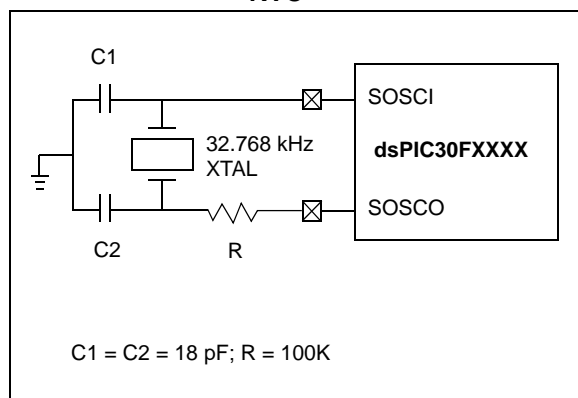 C1
SOSCI
32.768 kHz
XTAL
dsPIC30FXXXX
SOSCO
C2
R
C1 = C2 = 18 pF; R = 100K